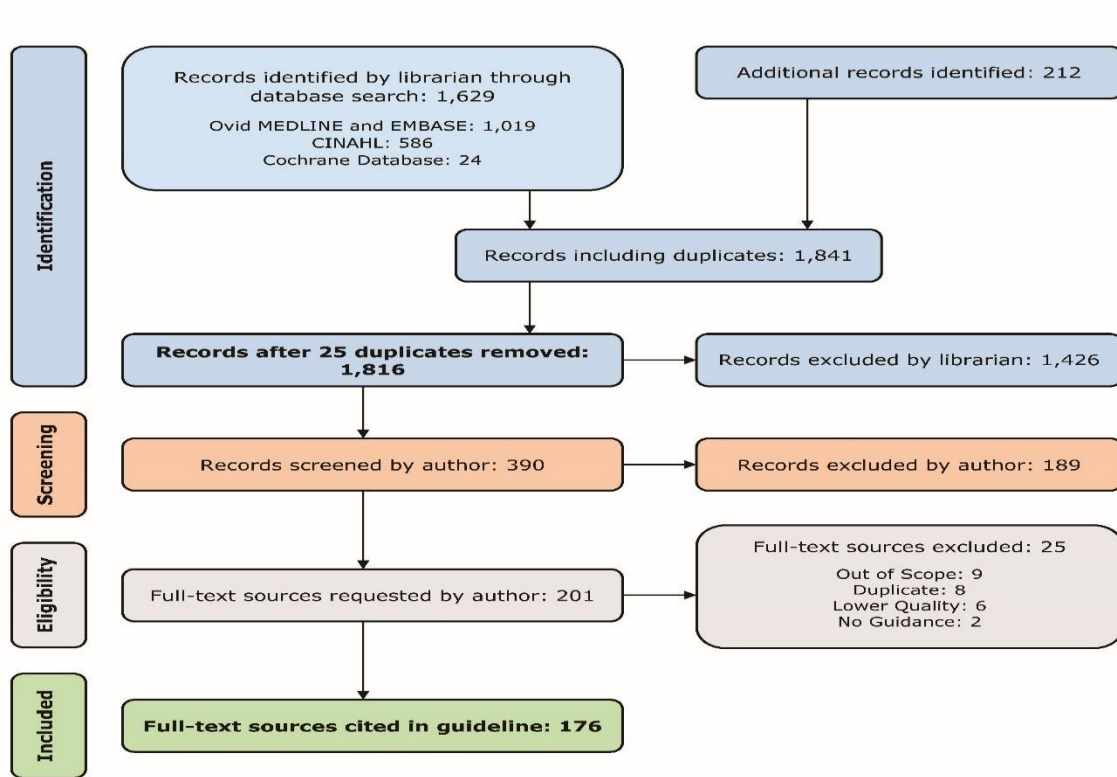 Identification
Records identified by librarian through
database search: 1,629
Ovid MEDLINE and EMBASE: 1,019
CINAHL: 586
Cochrane Database: 24
Additional records identified: 212
Records including duplicates: 1,841
Records after 25 duplicates removed:
1,816
Records excluded by librarian: 1,426
Screening
Records screened by author: 390
Records excluded by author: 189
Eligibility
Full-text sources requested by author: 201
Full-text sources excluded: 25
Out of Scope: 9
Duplicate: 8
Lower Quality: 6
No Guidance: 2
Included
Full-text sources cited in guideline: 176